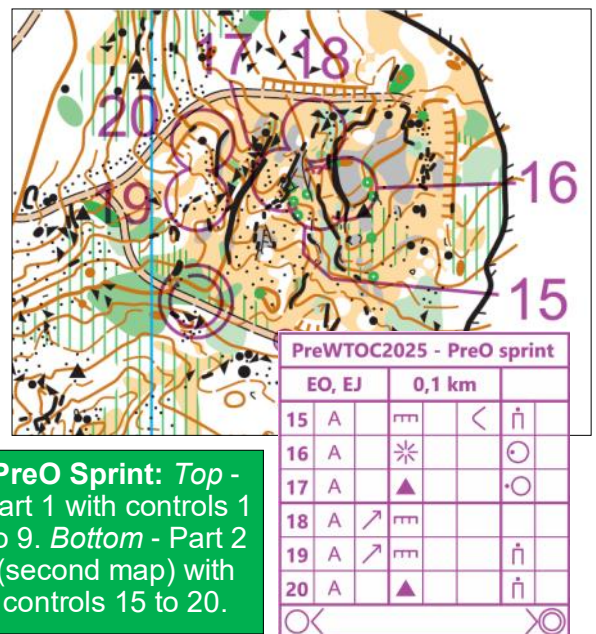 17
18
20
19
16
15
PreWTOC2025 - PreO sprint
EO, EJ 0,1 km
15 A
16 A
17 A
18 A
19 A
20 A
PreO Sprint: Top -
art 1 with controls 1
o 9. Bottom - Part 2
(second map) with
controls 15 to 20.